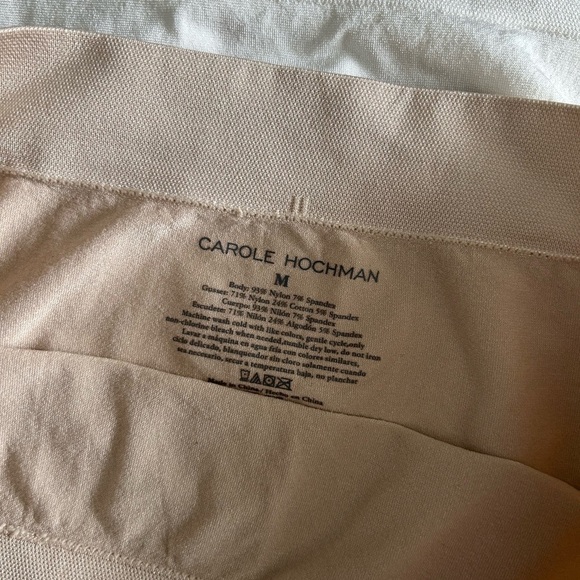 CAROLE HOCHMAN
M
Body: 93% Nylon 7% Spandex
Gusset: 71% Nylon 24% Cotton 5% Spandex
Cuerpo: 93% Nilón 7% Spandex
Entrepierna: 71% Nilón 24% Algodón 5% Spandex
Machine wash cold with like colors, gentle cycle, only
non-chlorine bleach when needed, tumble dry low, do not iron
Lavar a máquina en agua fría con colores similares,
ciclo delicado, blanqueador sin cloro solamente cuando
sea necesario, secar a temperatura baja, no planchar
Made in China/ Hecho en China